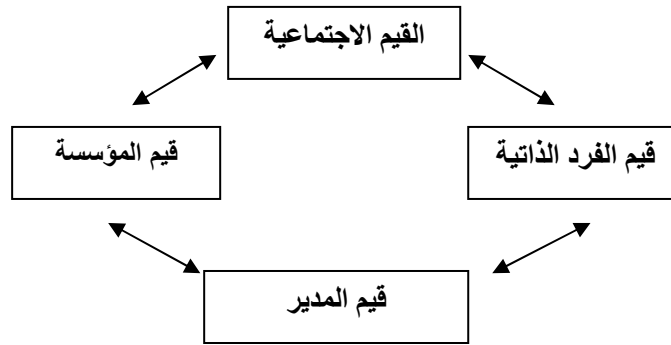 القيم الاجتماعية
قيم الفرد الذاتية
قيم المؤسسة
قيم المدير